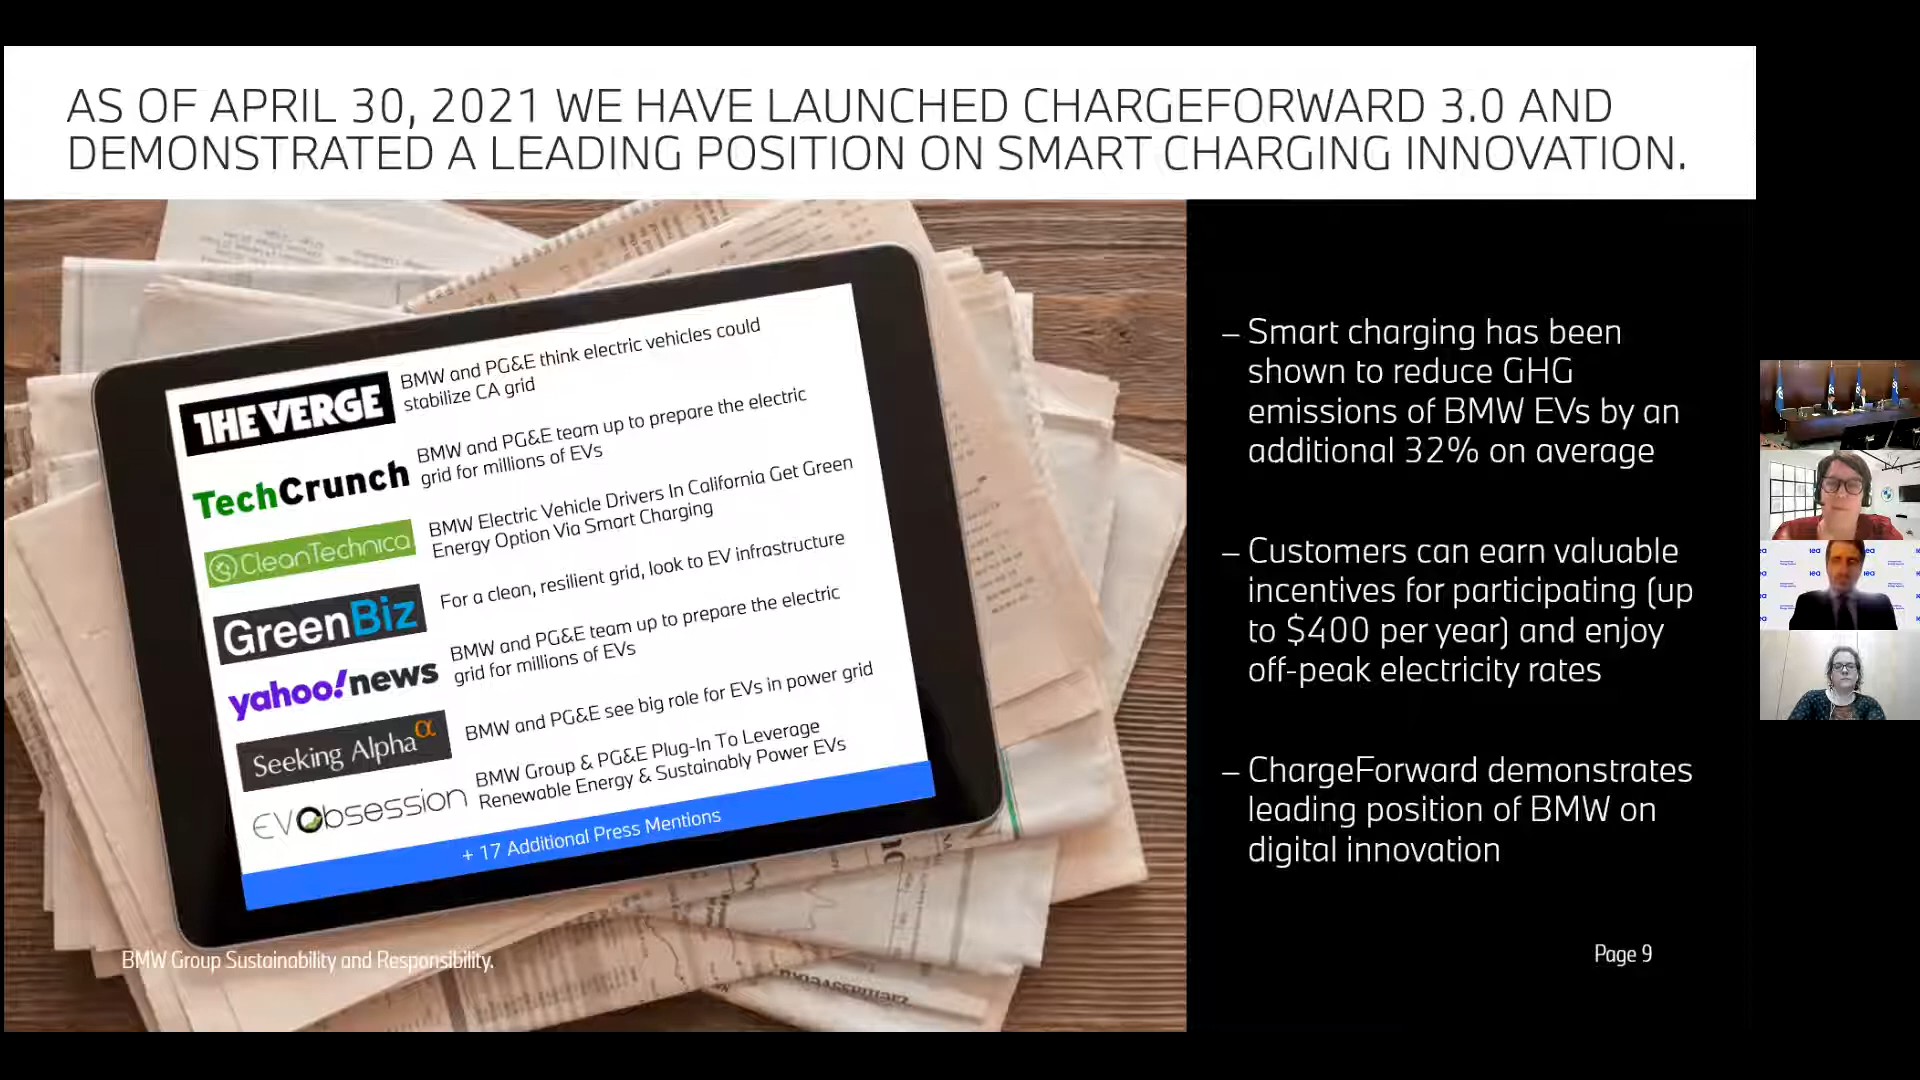 AS OF APRIL 30, 2021 WE HAVE LAUNCHED CHARGEFORWARD 3.0 AND
DEMONSTRATED A LEADING POSITION ON SMART CHARGING INNOVATION.
THE VERGE
BMW and PG&E think electric vehicles could
stabilize CA grid
TechCrunch
BMW and PG&E team up to prepare the electric
grid for millions of EVs
CleanTechnica
BMW Electric Vehicle Drivers In California Get Green
Energy Option Via Smart Charging
GreenBiz
For a clean, resilient grid, look to EV infrastructure
yahoo!news
BMW and PG&E team up to prepare the electric
grid for millions of EVs
Seeking Alpha α
BMW and PG&E see big role for EVs in power grid
EVObsession
BMW Group & PG&E Plug-In To Leverage
Renewable Energy & Sustainably Power EVs
+ 17 Additional Press Mentions
– Smart charging has been
shown to reduce GHG
emissions of BMW EVs by an
additional 32% on average
– Customers can earn valuable
incentives for participating (up
to $400 per year) and enjoy
off-peak electricity rates
– ChargeForward demonstrates
leading position of BMW on
digital innovation
BMW Group Sustainability and Responsibility.
Page 9
iea
iea